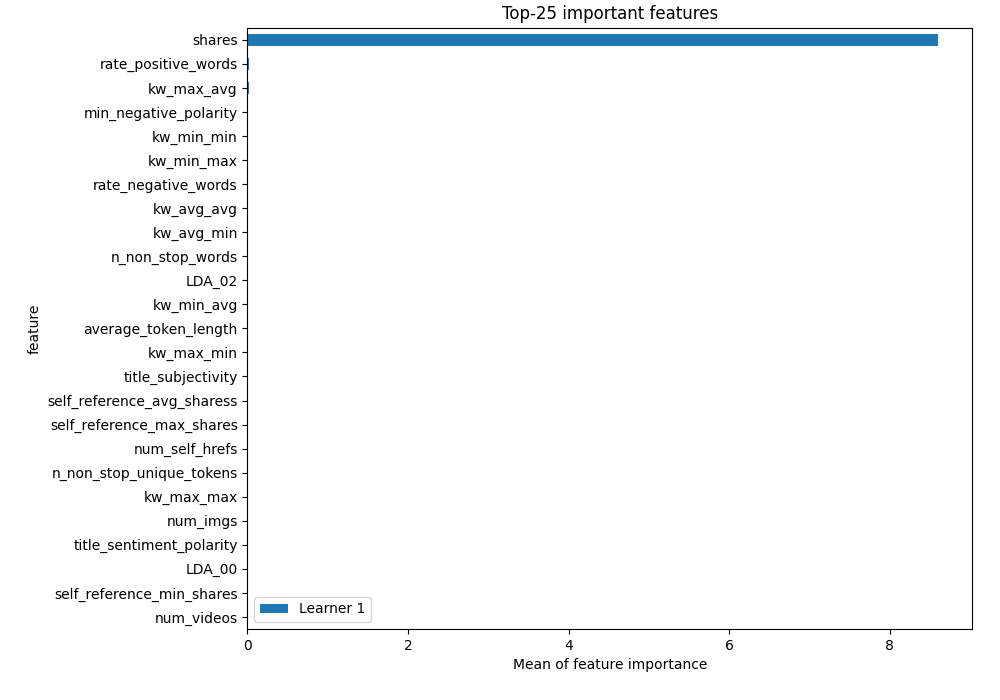 Top-25 important features
shares
rate_positive_words
kw_max_avg
min_negative_polarity
kw_min_min
kw_min_max
rate_negative_words
kw_avg_avg
kw_avg_min
n_non_stop_words
LDA_02
kw_min_avg
average_token_length
kw_max_min
title_subjectivity
self_reference_avg_sharess
self_reference_max_shares
num_self_hrefs
n_non_stop_unique_tokens
kw_max_max
num_imgs
title_sentiment_polarity
LDA_00
self_reference_min_shares
num_videos
feature
Learner 1
0 2 4 6 8
Mean of feature importance